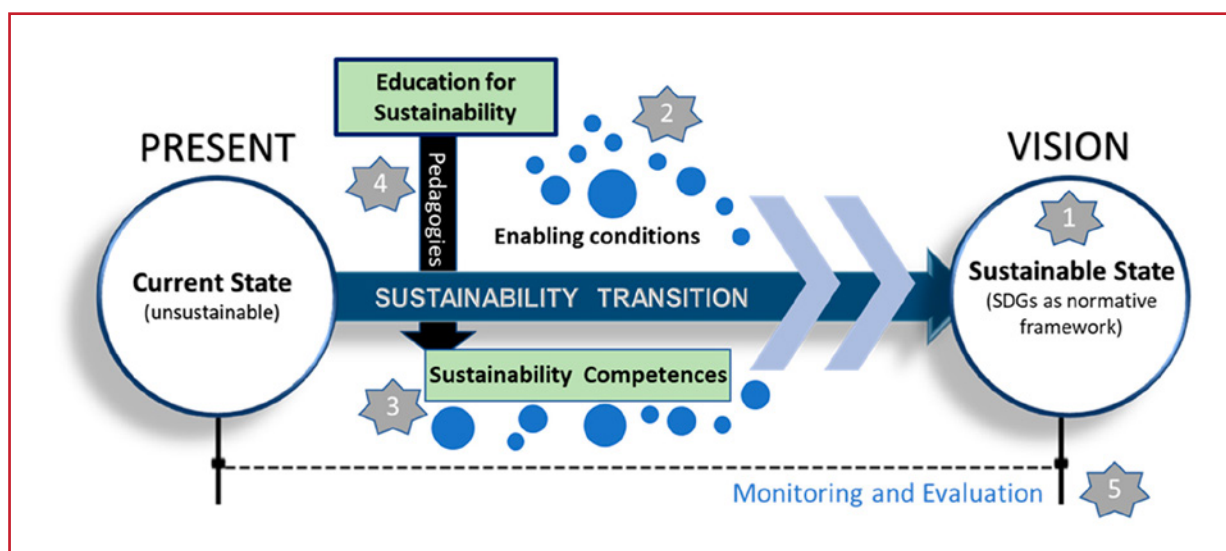 Education for
Sustainability
2
PRESENT
VISION
4
Pedagogies
1
Enabling conditions
Current State
(unsustainable)
Sustainable State
(SDGs as normative
framework)
SUSTAINABILITY TRANSITION
Sustainability Competences
3
Monitoring and Evaluation
5